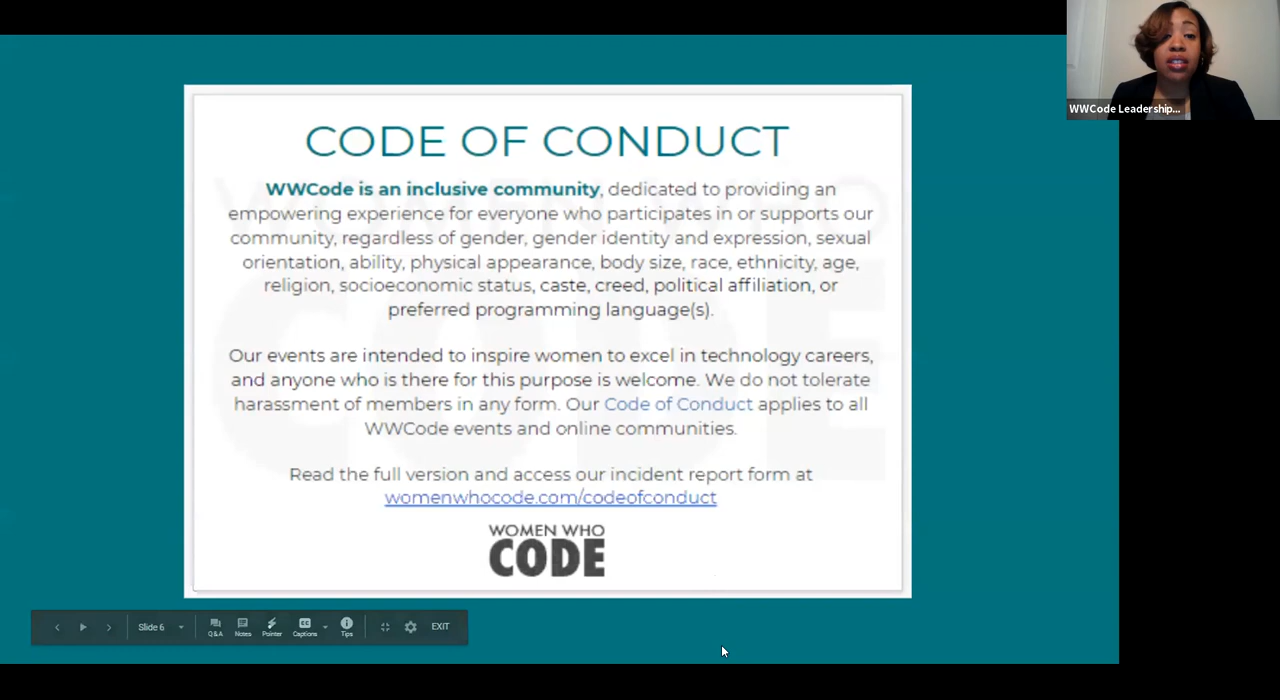 WWCode Leadership...
CODE OF CONDUCT
WWCode is an inclusive community, dedicated to providing an
empowering experience for everyone who participates in or supports our
community, regardless of gender, gender identity and expression, sexual
orientation, ability, physical appearance, body size, race, ethnicity, age,
religion, socioeconomic status, caste, creed, political affiliation, or
preferred programming language(s).
Our events are intended to inspire women to excel in technology careers,
and anyone who is there for this purpose is welcome. We do not tolerate
harassment of members in any form. Our Code of Conduct applies to all
WWCode events and online communities.
Read the full version and access our incident report form at
womenwhocode.com/codeofconduct
WOMEN WHO
CODE
Slide 6
Q&A Notes Pointer Captions Tips EXIT
WOMEN WHO
CODE